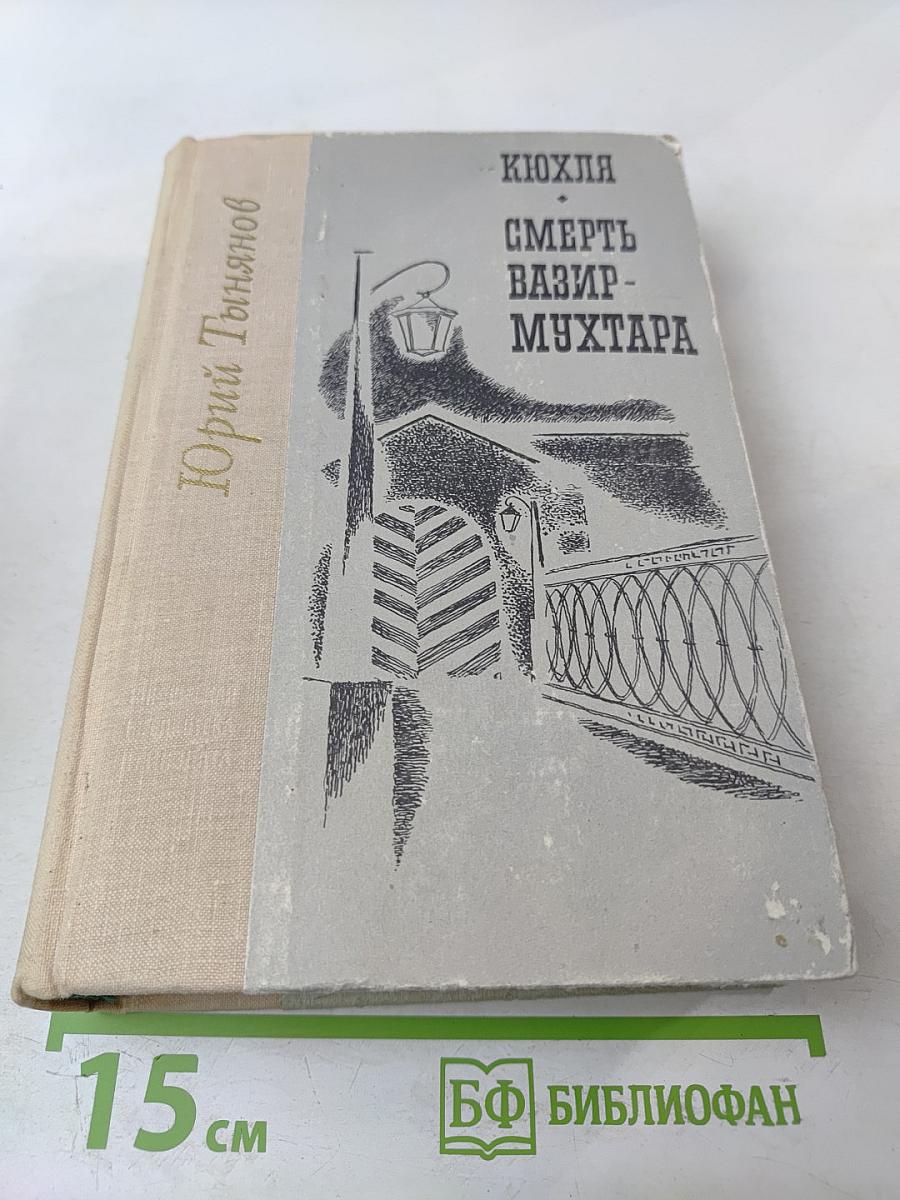 Юрий Тынянов
КЮХЛЯ
СМЕРТЬ
ВАЗИР-
МУХТАРА
15 см
БФ БИБЛИОФАН